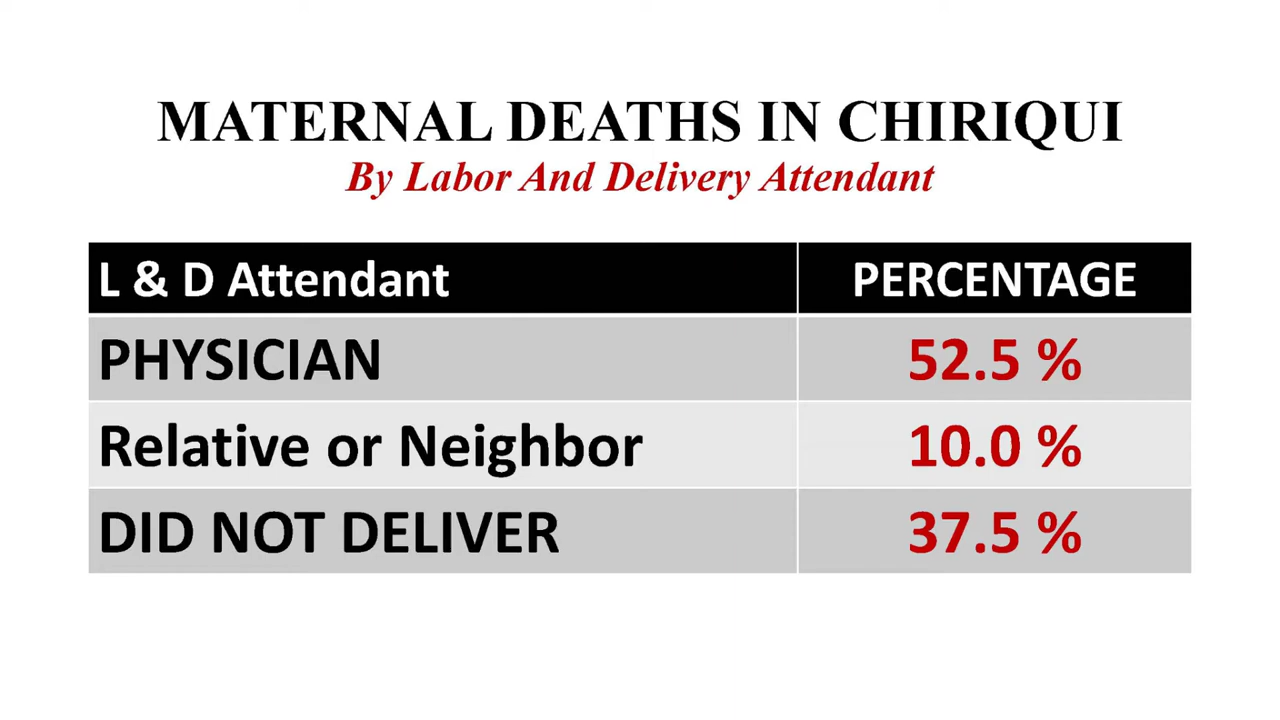 MATERNAL DEATHS IN CHIRIQUI
By Labor And Delivery Attendant
L & D Attendant PERCENTAGE
PHYSICIAN 52.5 %
Relative or Neighbor 10.0 %
DID NOT DELIVER 37.5 %